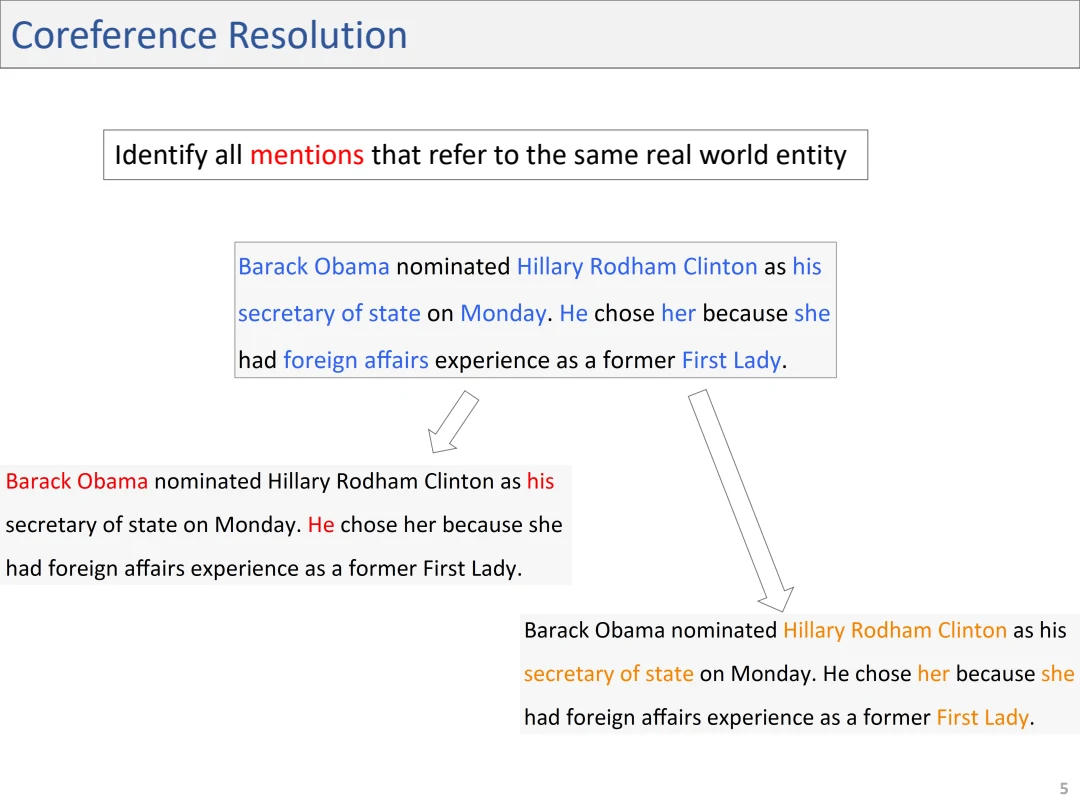 Coreference Resolution
Identify all mentions that refer to the same real world entity
Barack Obama nominated Hillary Rodham Clinton as his
secretary of state on Monday. He chose her because she
had foreign affairs experience as a former First Lady.
Barack Obama nominated Hillary Rodham Clinton as his
secretary of state on Monday. He chose her because she
had foreign affairs experience as a former First Lady.
Barack Obama nominated Hillary Rodham Clinton as his
secretary of state on Monday. He chose her because she
had foreign affairs experience as a former First Lady.
5